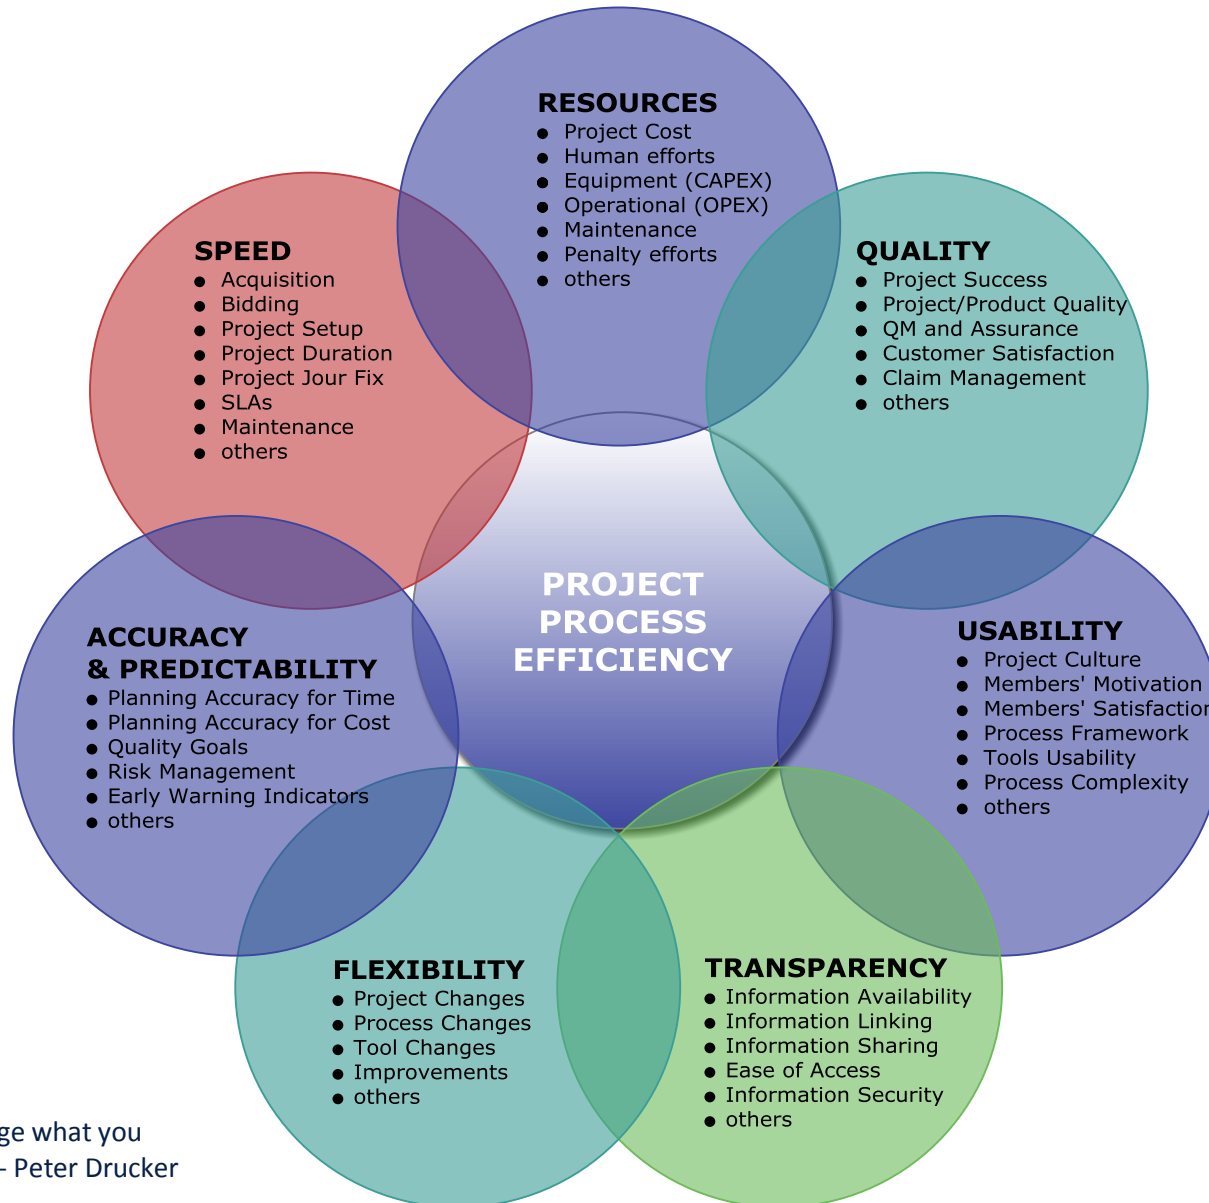 RESOURCES
● Project Cost
● Human efforts
● Equipment (CAPEX)
● Operational (OPEX)
● Maintenance
● Penalty efforts
● others
SPEED
● Acquisition
● Bidding
● Project Setup
● Project Duration
● Project Jour Fix
● SLAs
● Maintenance
● others
QUALITY
● Project Success
● Project/Product Quality
● QM and Assurance
● Customer Satisfaction
● Claim Management
● others
PROJECT
PROCESS
EFFICIENCY
ACCURACY
& PREDICTABILITY
● Planning Accuracy for Time
● Planning Accuracy for Cost
● Quality Goals
● Risk Management
● Early Warning Indicators
● others
USABILITY
● Project Culture
● Members' Motivation
● Members' Satisfaction
● Process Framework
● Tools Usability
● Process Complexity
● others
FLEXIBILITY
● Project Changes
● Process Changes
● Tool Changes
● Improvements
● others
TRANSPARENCY
● Information Availability
● Information Linking
● Information Sharing
● Ease of Access
● Information Security
● others
ge what you
- Peter Drucker